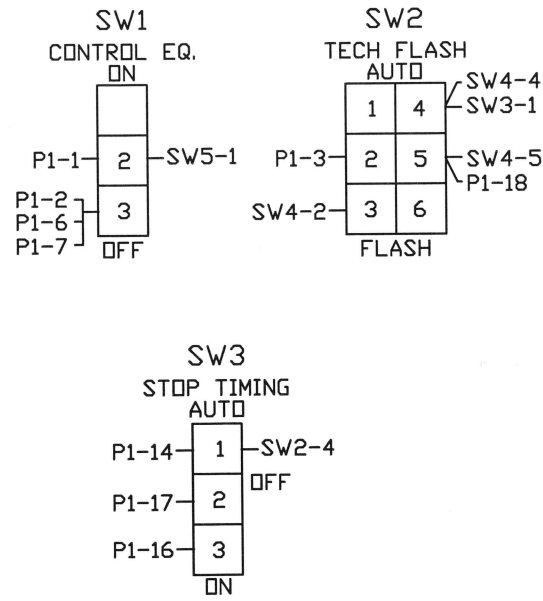 SW1
CONTROL EQ.
ON
P1-1 2 SW5-1
P1-2
P1-6 3
P1-7
OFF
SW2
TECH FLASH
AUTO
SW4-4
1 4 SW3-1
P1-3 2 5 SW4-5
P1-18
SW4-2 3 6
FLASH
SW3
STOP TIMING
AUTO
P1-14 1 SW2-4
OFF
P1-17 2
P1-16 3
ON